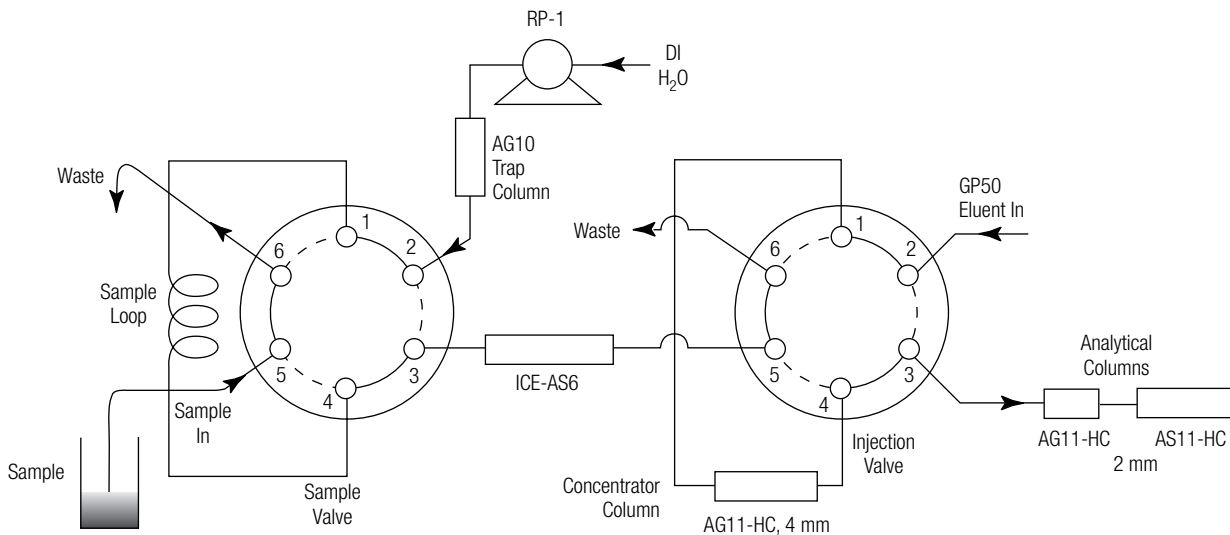 RP-1
DI
H₂O
AG10
Trap
Column
Waste
Sample
Loop
1
2
3
4
5
6
Sample
In
Sample
Sample
Valve
ICE-AS6
Waste
GP50
Eluent In
1
2
3
4
5
6
Injection
Valve
Concentrator
Column
AG11-HC, 4 mm
Analytical
Columns
AG11-HC
AS11-HC
2 mm